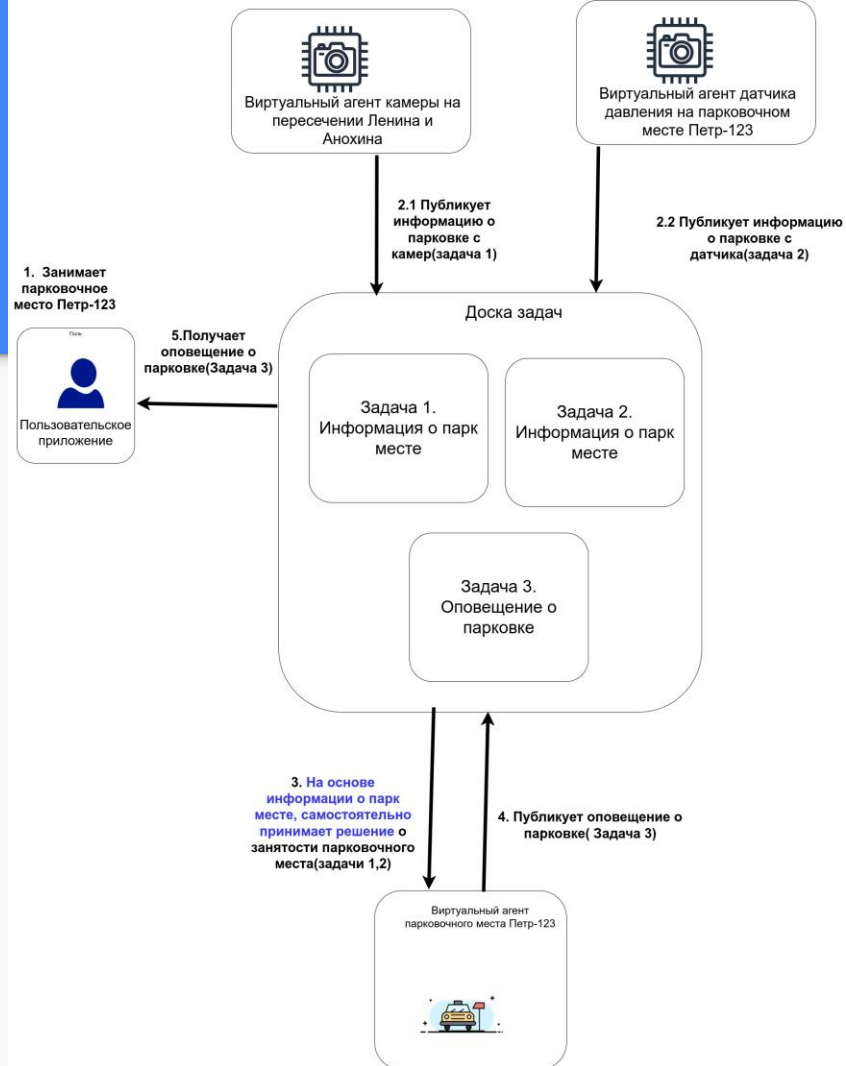 Виртуальный агент камеры на
пересечении Ленина и
Анохина
Виртуальный агент датчика
давления на парковочном
месте Петр-123
2.1 Публикует
информацию о
парковке с
камер(задача 1)
2.2 Публикует информацию
о парковке с
датчика(задача 2)
1. Занимает
парковочное
место Петр-123
Поль
Пользовательское
приложение
5.Получает
оповещение о
парковке(Задача 3)
Доска задач
Задача 1.
Информация о парк
месте
Задача 2.
Информация о парк
месте
Задача 3.
Оповещение о
парковке
3. На основе
информации о парк
месте, самостоятельно
принимает решение о
занятости парковочного
места(задачи 1,2)
4. Публикует оповещение о
парковке( Задача 3)
Виртуальный агент
парковочного места Петр-123